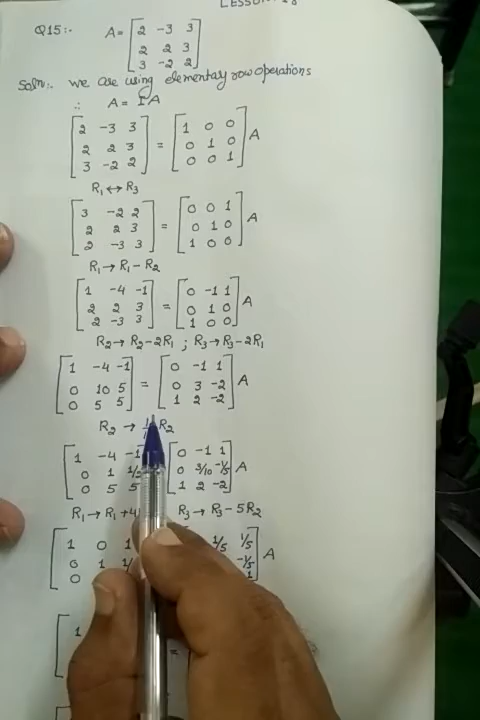 LESSON:- 18
Q15:- A = [2 -3 3
2 2 3
3 -2 2]
Soln:- we are using elementary row operations
∴ A = IA
[2 -3 3 = [1 0 0
2 2 3 0 1 0
3 -2 2] 0 0 1] A
R₁ ↔ R₃
[3 -2 2 = [0 0 1
2 2 3 0 1 0
2 -3 3] 1 0 0] A
R₁ → R₁ - R₂
[1 -4 -1 = [0 -1 1
2 2 3 0 1 0
2 -3 3] 1 0 0] A
R₂ → R₂ - 2R₁ ; R₃ → R₃ - 2R₁
[1 -4 -1 = [0 -1 1
0 10 5 0 3 -2
0 5 5] 1 2 -2] A
R₂ → R₂
[1 -4 -1 [0 -1 1
0 1 1/2 0 3/10 -1/5
0 5 5 1 2 -2] A
R₁ → R₁ + 4 R₃ → R₃ - 5R₂
[1 0 1 1/5 1/5
0 1 -1/5
0 1] A
[1
=